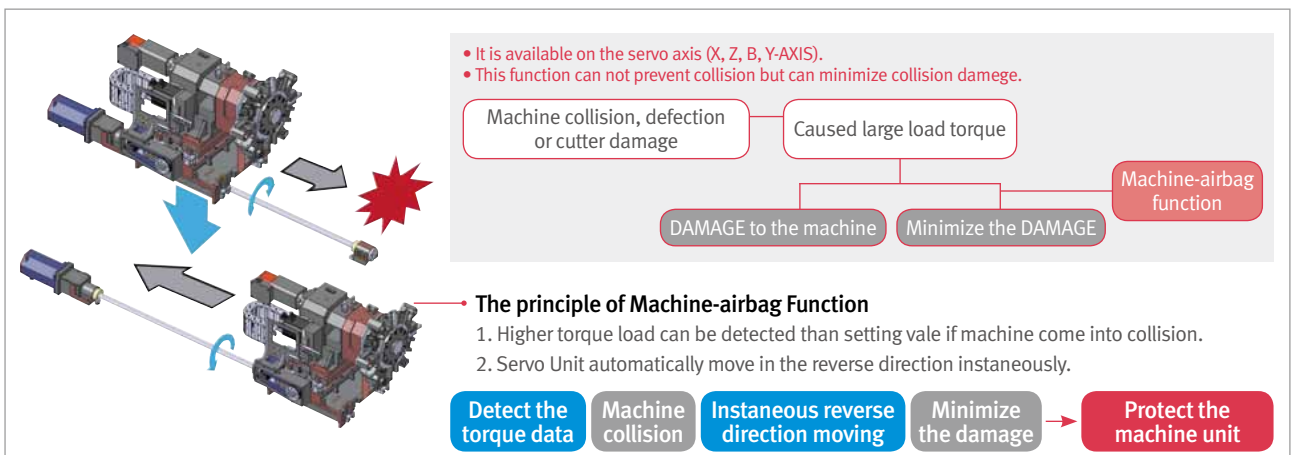 • It is available on the servo axis (X, Z, B, Y-AXIS).
• This function can not prevent collision but can minimize collision damege.
Machine collision, defection
or cutter damage
Caused large load torque
Machine-airbag
function
DAMAGE to the machine
Minimize the DAMAGE
The principle of Machine-airbag Function
1. Higher torque load can be detected than setting vale if machine come into collision.
2. Servo Unit automatically move in the reverse direction instaneously.
Detect the
torque data
Machine
collision
Instaneous reverse
direction moving
Minimize
the damage
Protect the
machine unit